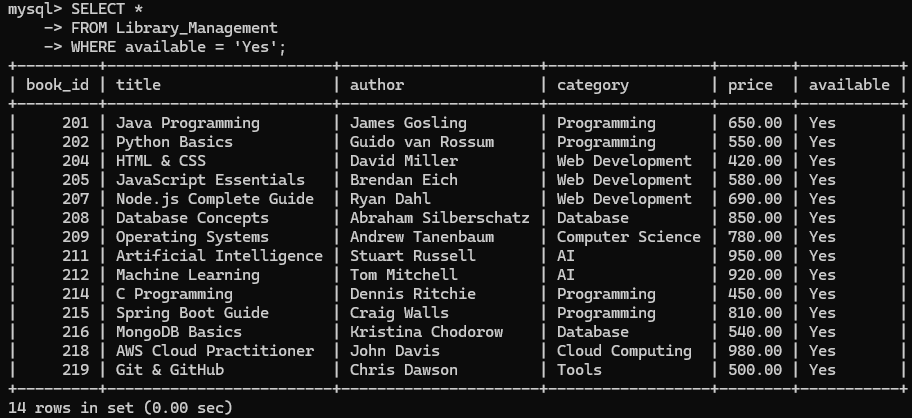 mysql> SELECT *
    -> FROM Library_Management
    -> WHERE available = 'Yes';
+---------+-------------------------+----------------------+------------------+--------+-----------+
| book_id | title                   | author               | category         | price  | available |
+---------+-------------------------+----------------------+------------------+--------+-----------+
|     201 | Java Programming        | James Gosling        | Programming      | 650.00 | Yes       |
|     202 | Python Basics           | Guido van Rossum     | Programming      | 550.00 | Yes       |
|     204 | HTML & CSS              | David Miller         | Web Development  | 420.00 | Yes       |
|     205 | JavaScript Essentials   | Brendan Eich         | Web Development  | 580.00 | Yes       |
|     207 | Node.js Complete Guide  | Ryan Dahl            | Web Development  | 690.00 | Yes       |
|     208 | Database Concepts       | Abraham Silberschatz | Database         | 850.00 | Yes       |
|     209 | Operating Systems       | Andrew Tanenbaum     | Computer Science | 780.00 | Yes       |
|     211 | Artificial Intelligence | Stuart Russell       | AI               | 950.00 | Yes       |
|     212 | Machine Learning        | Tom Mitchell         | AI               | 920.00 | Yes       |
|     214 | C Programming           | Dennis Ritchie       | Programming      | 450.00 | Yes       |
|     215 | Spring Boot Guide       | Craig Walls          | Programming      | 810.00 | Yes       |
|     216 | MongoDB Basics          | Kristina Chodorow    | Database         | 540.00 | Yes       |
|     218 | AWS Cloud Practitioner  | John Davis           | Cloud Computing  | 980.00 | Yes       |
|     219 | Git & GitHub            | Chris Dawson         | Tools            | 500.00 | Yes       |
+---------+-------------------------+----------------------+------------------+--------+-----------+
14 rows in set (0.00 sec)